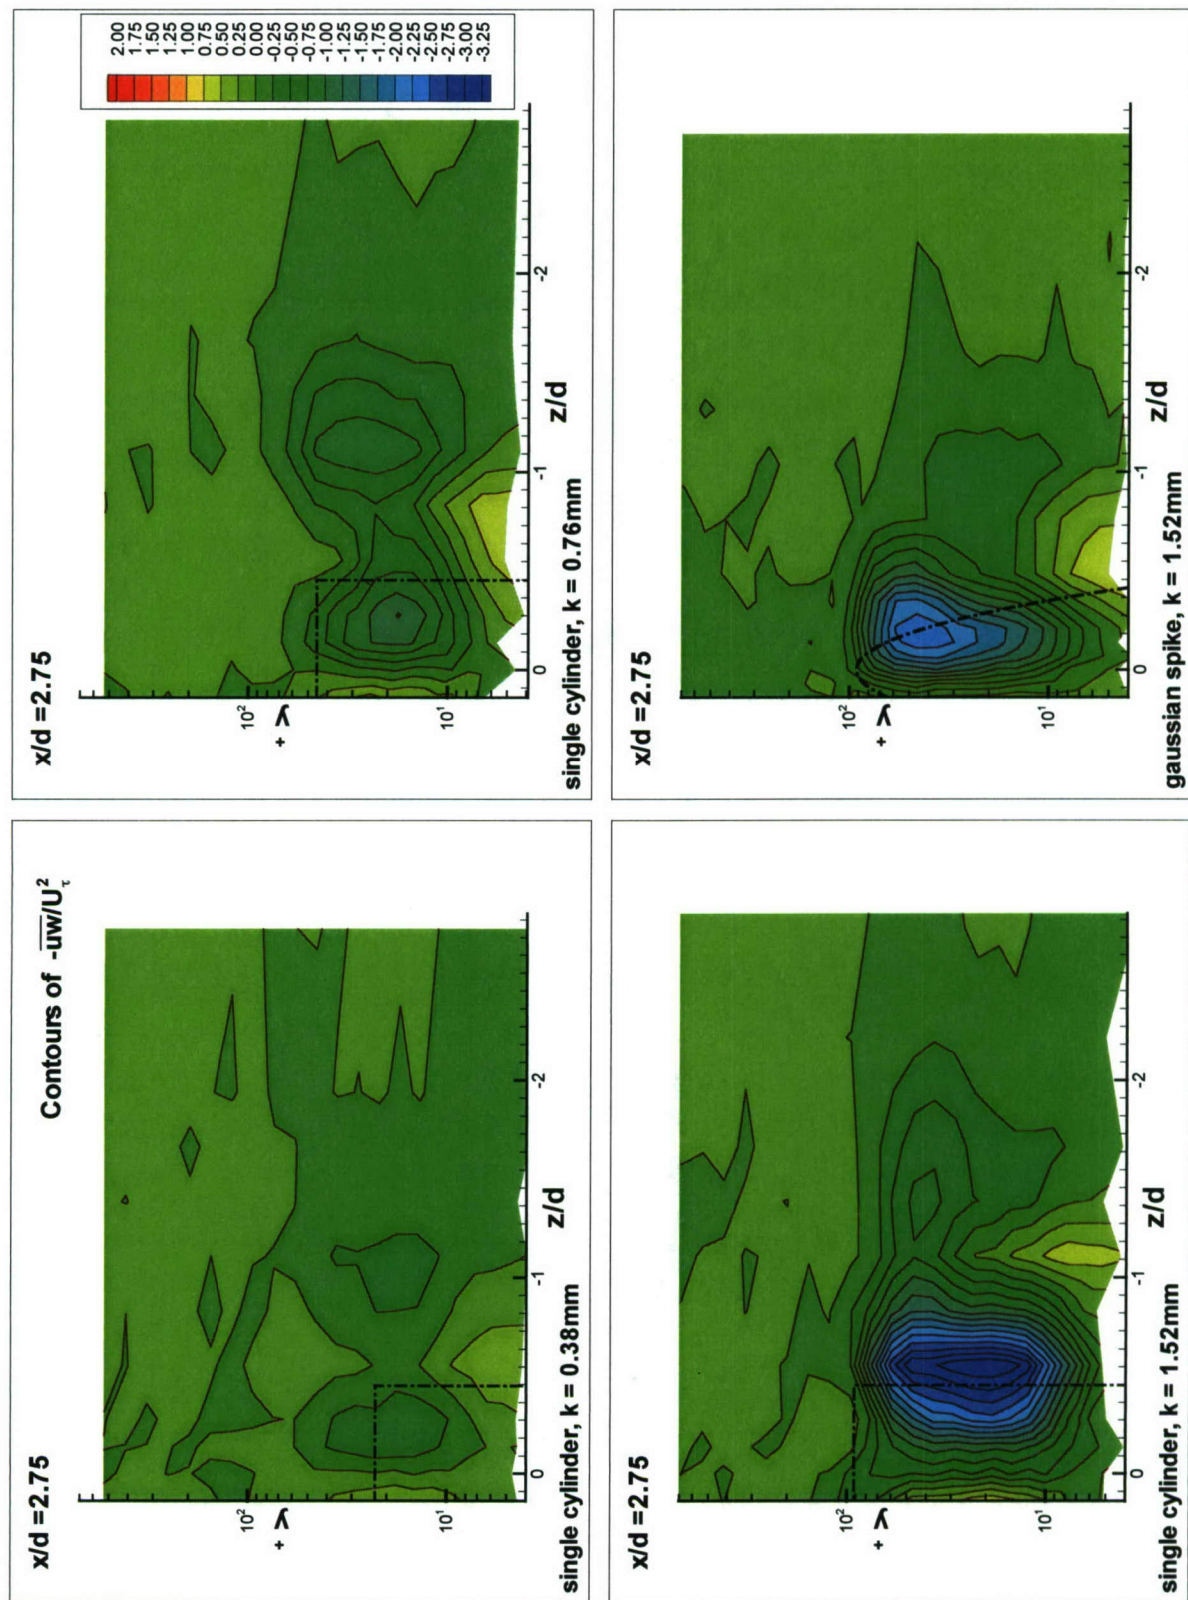 x/d =2.75
Contours of -uw/U²τ
10²
y+
10¹
0
-1
-2
z/d
single cylinder, k = 0.38mm
x/d =2.75
2.00
1.75
1.50
1.25
1.00
0.75
0.50
0.25
0.00
-0.25
-0.50
-0.75
-1.00
-1.25
-1.50
-1.75
-2.00
-2.25
-2.50
-2.75
-3.00
-3.25
10²
y+
10¹
0
-1
-2
z/d
single cylinder, k = 0.76mm
x/d =2.75
10²
y+
10¹
0
-1
-2
z/d
single cylinder, k = 1.52mm
x/d =2.75
10²
y+
10¹
0
-1
-2
z/d
gaussian spike, k = 1.52mm